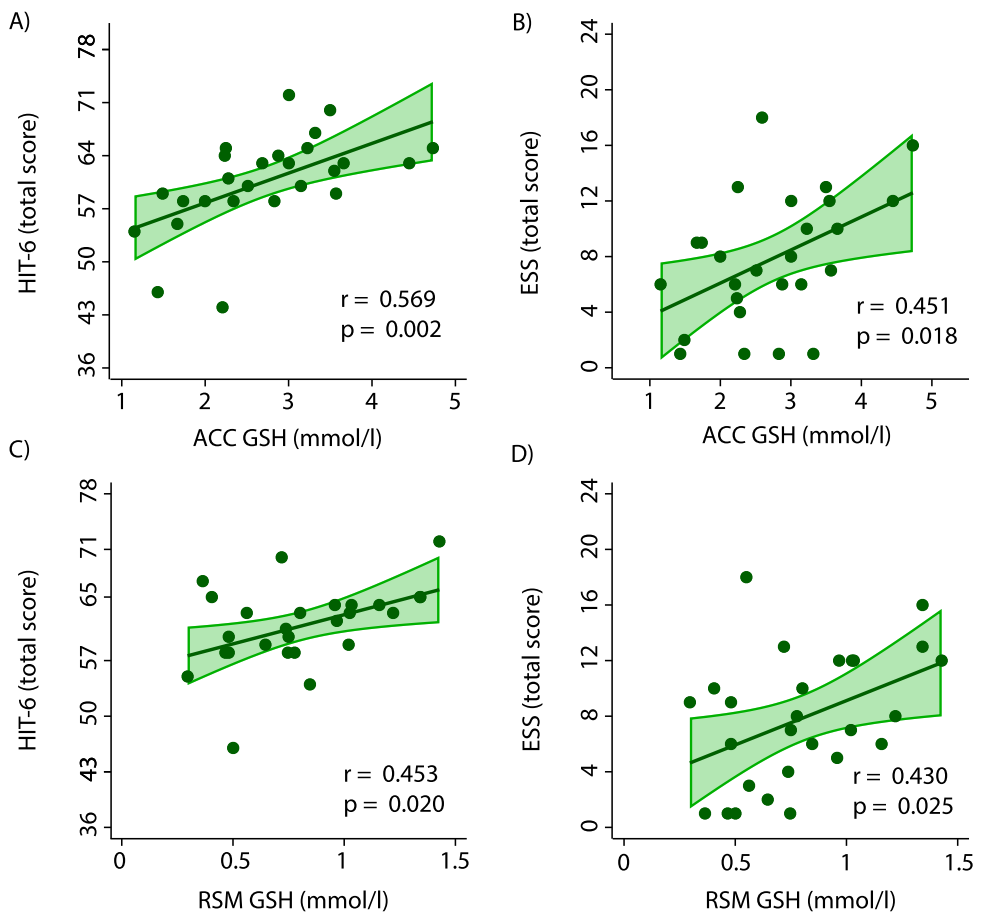 A)
HIT-6 (total score)
78
71
64
57
50
43
36
r = 0.569
p = 0.002
1 2 3 4 5
ACC GSH (mmol/l)
B)
ESS (total score)
24
20
16
12
8
4
0
r = 0.451
p = 0.018
1 2 3 4 5
ACC GSH (mmol/l)
C)
HIT-6 (total score)
78
71
65
57
50
43
36
r = 0.453
p = 0.020
0 0.5 1 1.5
RSM GSH (mmol/l)
D)
ESS (total score)
24
20
16
12
8
4
0
r = 0.430
p = 0.025
0 0.5 1 1.5
RSM GSH (mmol/l)